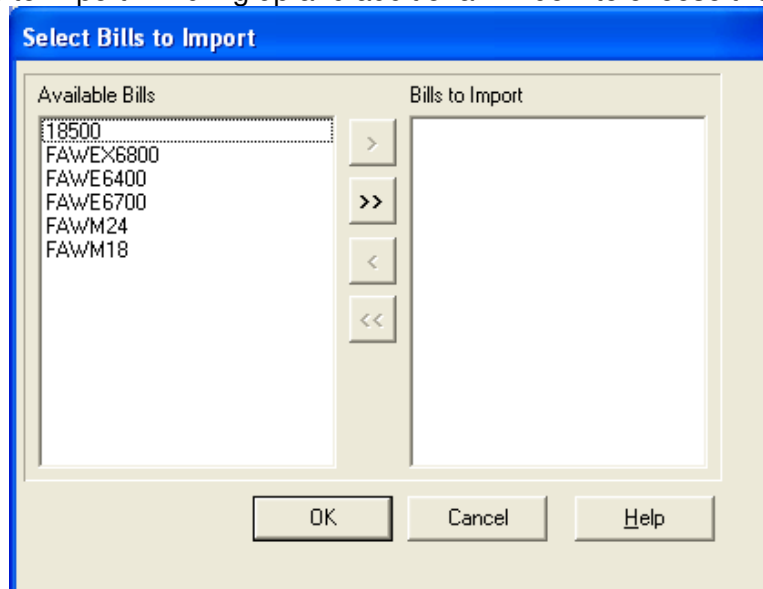 Select Bills to Import
Available Bills
Bills to Import
18500
FAWEX6800
FAWE6400
FAWE6700
FAWM24
FAWM18
>
>>
<
<<
OK
Cancel
Help